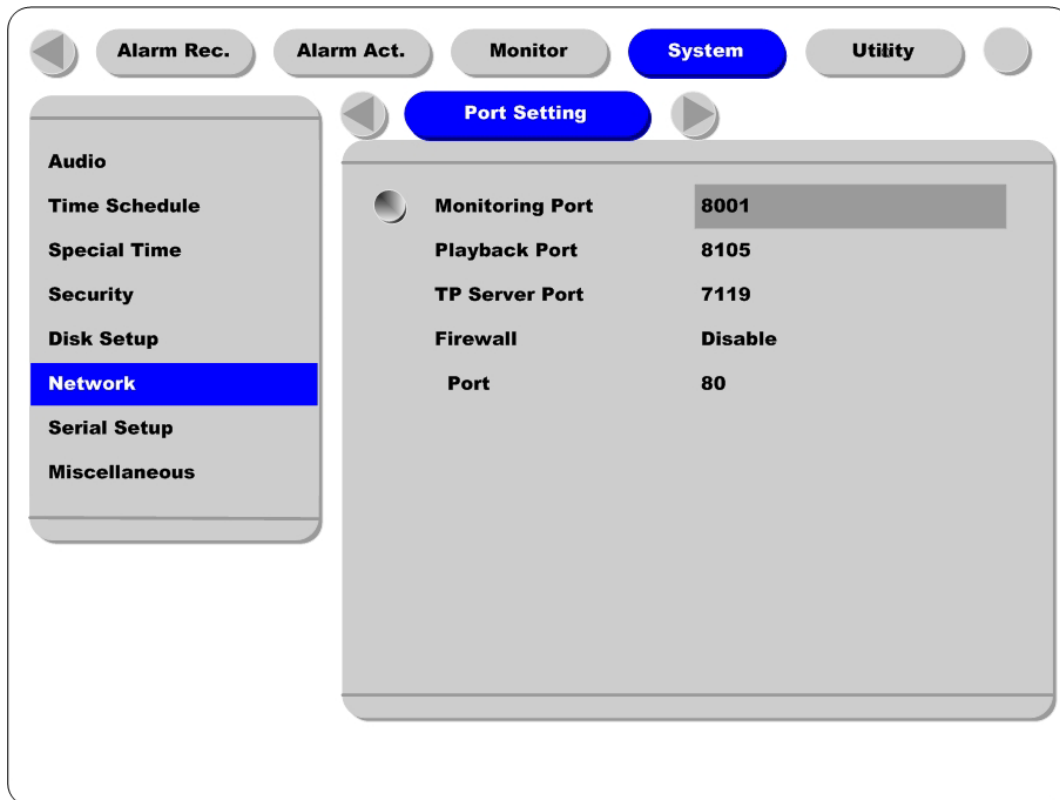 Alarm Rec. Alarm Act. Monitor System Utility
Port Setting
Audio
Time Schedule
Special Time
Security
Disk Setup
Network
Serial Setup
Miscellaneous
Monitoring Port 8001
Playback Port 8105
TP Server Port 7119
Firewall Disable
Port 80